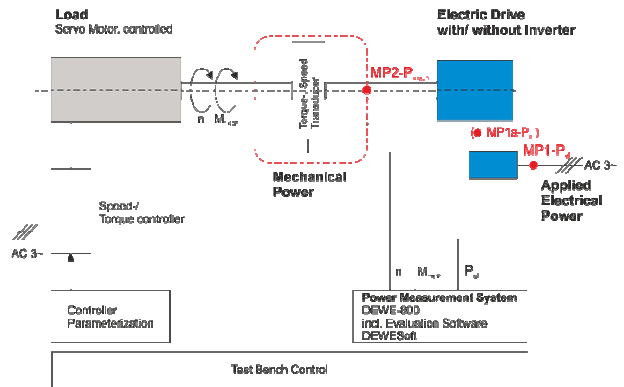 Load
Servo Motor, controlled
Electric Drive
with/ without Inverter
Torque-/ Speed
Transducer
n
MP2-P
(● MP1a-P )
MP1-P
AC 3~
Mechanical
Power
Applied
Electrical
Power
Speed-/
Torque controller
AC 3~
n
Controller
Parameterization
Power Measurement System
DEWE-800
incl. Evaluation Software
DEWESoft
Test Bench Control